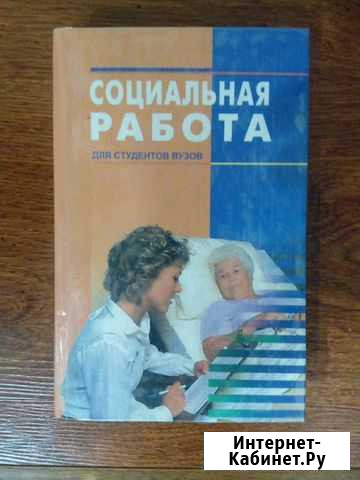 СОЦИАЛЬНАЯ
РАБОТА
ДЛЯ СТУДЕНТОВ ВУЗОВ
Интернет-
Кабинет.Ру